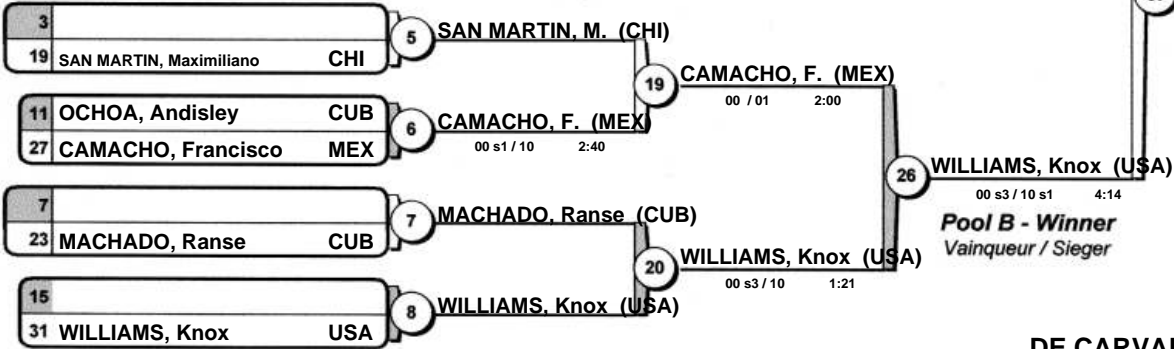 3
19 SAN MARTIN, Maximiliano CHI
5 SAN MARTIN, M. (CHI)
11 OCHOA, Andisley CUB
27 CAMACHO, Francisco MEX
6 CAMACHO, F. (MEX)
00 s1 / 10 2:40
19 CAMACHO, F. (MEX)
00 / 01 2:00
7
23 MACHADO, Ranse CUB
7 MACHADO, Ranse (CUB)
15
31 WILLIAMS, Knox USA
8 WILLIAMS, Knox (USA)
20 WILLIAMS, Knox (USA)
00 s3 / 10 1:21
26 WILLIAMS, Knox (USA)
00 s3 / 10 s1 4:14
Pool B - Winner
Vainqueur / Sieger